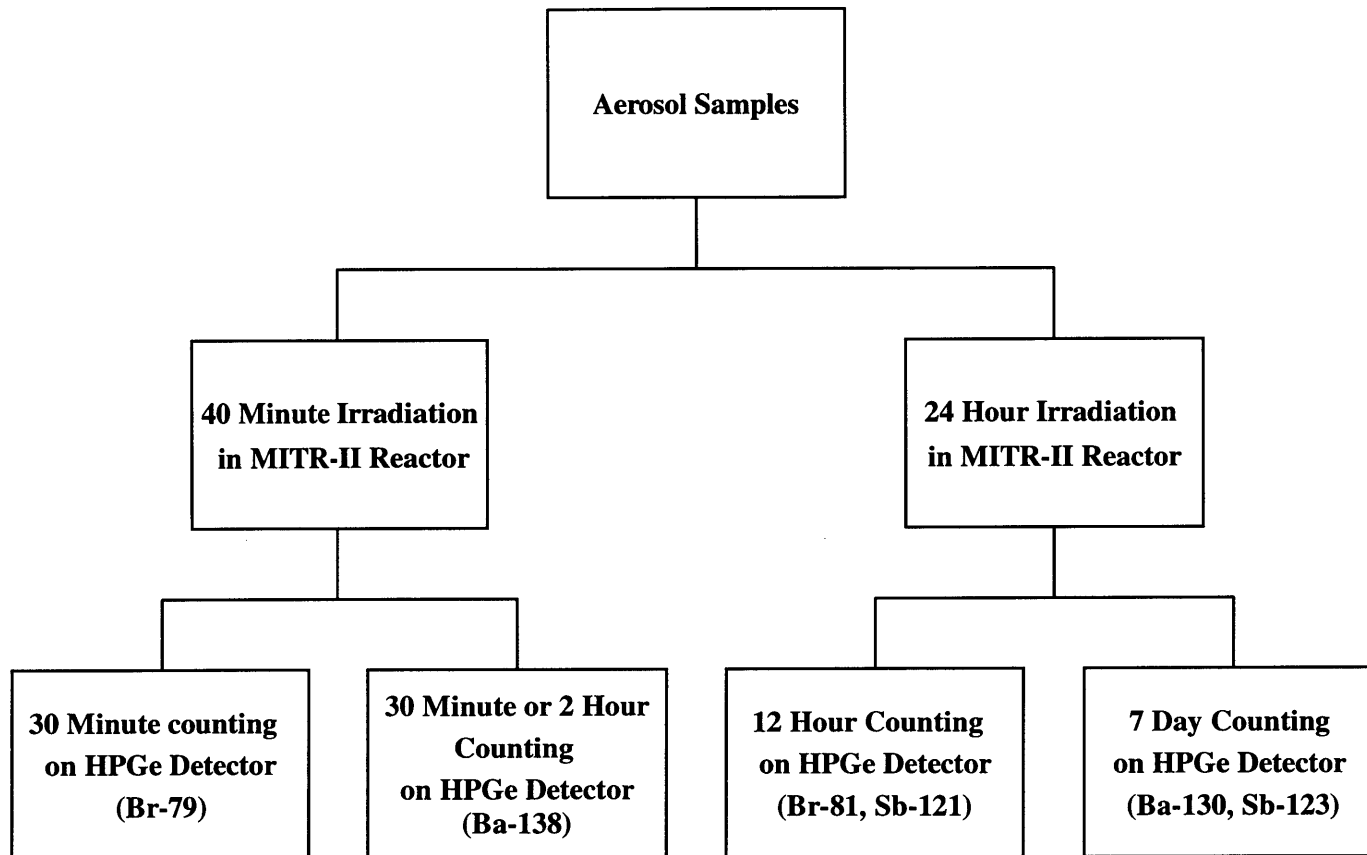 Aerosol Samples
40 Minute Irradiation
in MITR-II Reactor
24 Hour Irradiation
in MITR-II Reactor
30 Minute counting
on HPGe Detector
(Br-79)
30 Minute or 2 Hour
Counting
on HPGe Detector
(Ba-138)
12 Hour Counting
on HPGe Detector
(Br-81, Sb-121)
7 Day Counting
on HPGe Detector
(Ba-130, Sb-123)